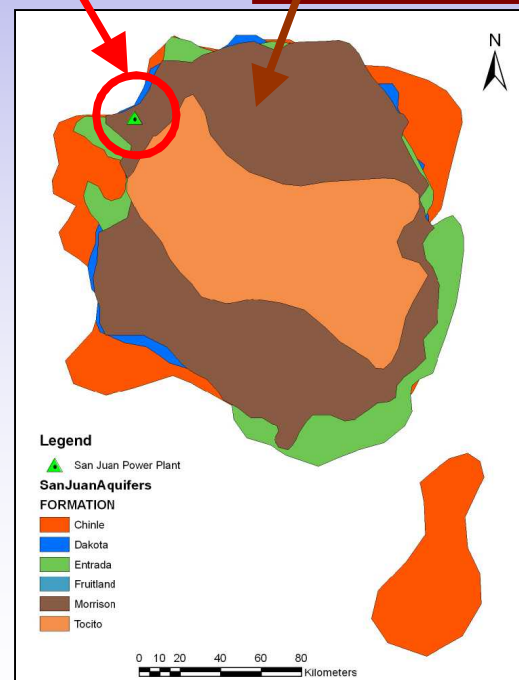 N
Legend
San Juan Power Plant
SanJuanAquifers
FORMATION
Chinle
Dakota
Entrada
Fruitland
Morrison
Tocito
0 10 20 40 60 80
Kilometers